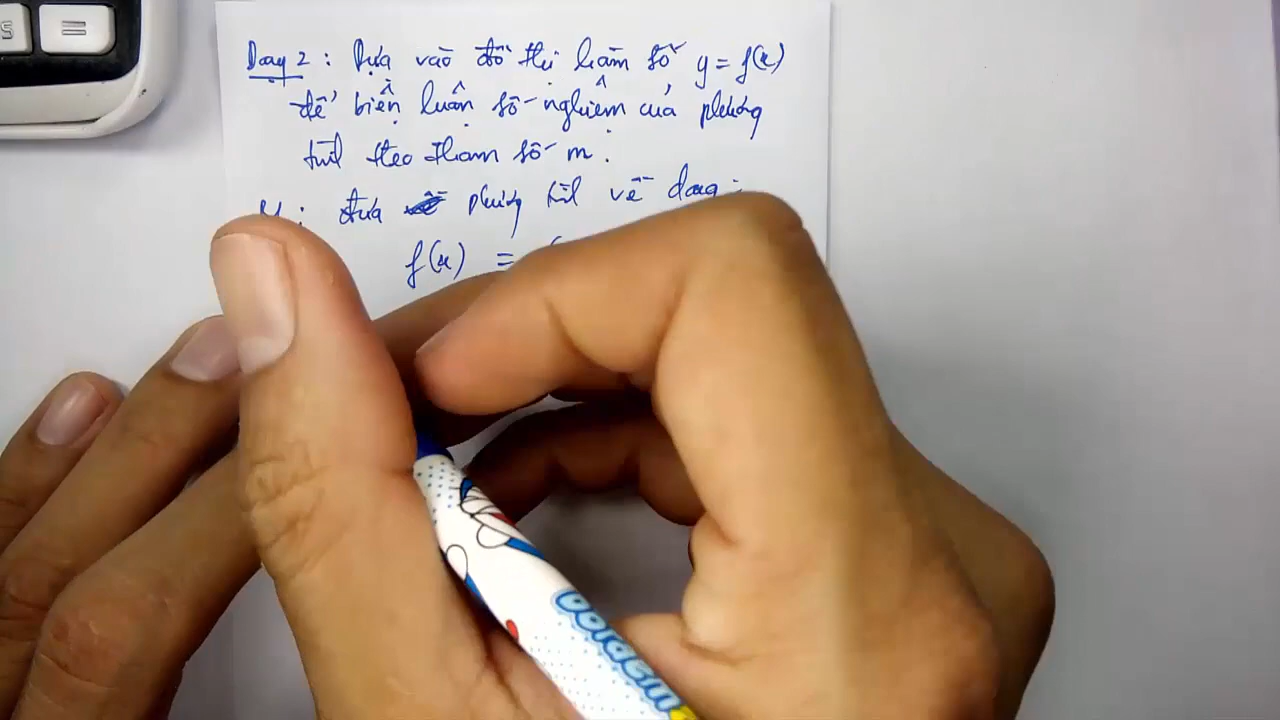 S =
Dạng 2 : Dựa vào đồ thị hàm số y = f(x)
để biện luận số nghiệm của phương
trình theo tham số m .
đưa phương trình về dạng :
f(x) =
Doraemon